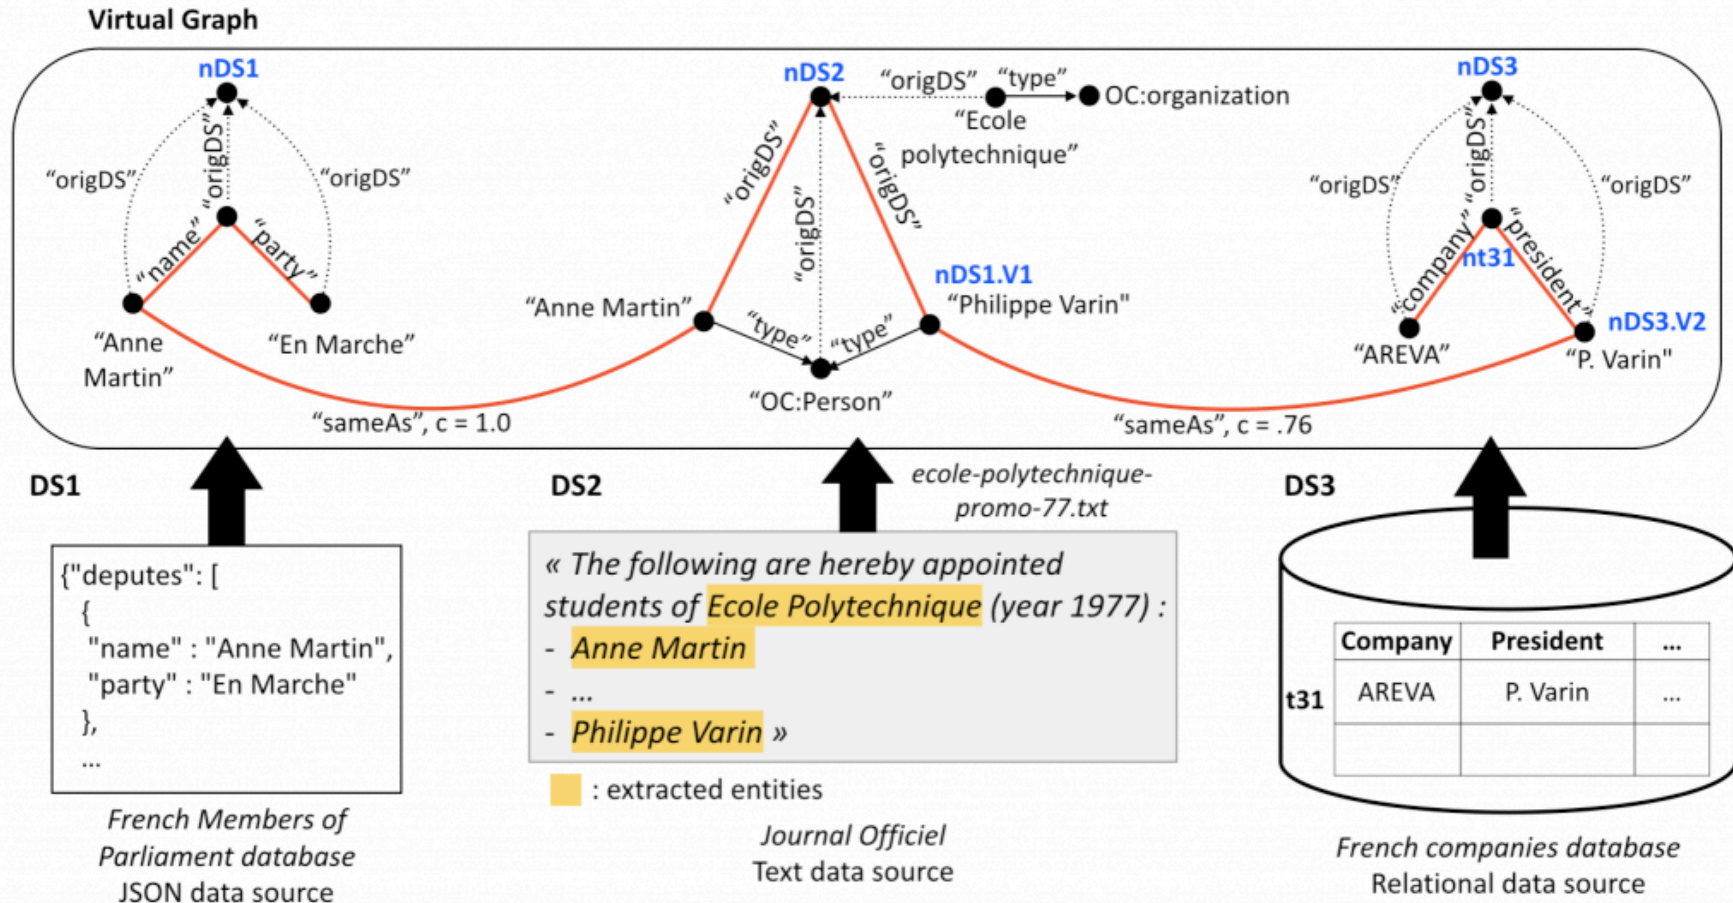 Virtual Graph
nDS1
nDS2
nDS3
“origDS”
“type”
OC:organization
“Ecole
polytechnique”
“origDS”
“origDS”
“origDS”
“name”
“party”
“Anne
Martin”
“En Marche”
“origDS”
“origDS”
“origDS”
“Anne Martin”
nDS1.V1
“Philippe Varin"
“type”
“type”
“OC:Person”
“origDS”
“origDS”
“origDS”
“company”
“president”
nt31
“AREVA”
nDS3.V2
“P. Varin"
“sameAs”, c = 1.0
“sameAs”, c = .76
DS1
DS2
ecole-polytechnique-
promo-77.txt
DS3
{"deputes": [
{
"name" : "Anne Martin",
"party" : "En Marche"
},
...
French Members of
Parliament database
JSON data source
« The following are hereby appointed
students of Ecole Polytechnique (year 1977) :
- Anne Martin
- ...
- Philippe Varin »
: extracted entities
Journal Officiel
Text data source
Company President ...
t31 AREVA P. Varin ...
French companies database
Relational data source